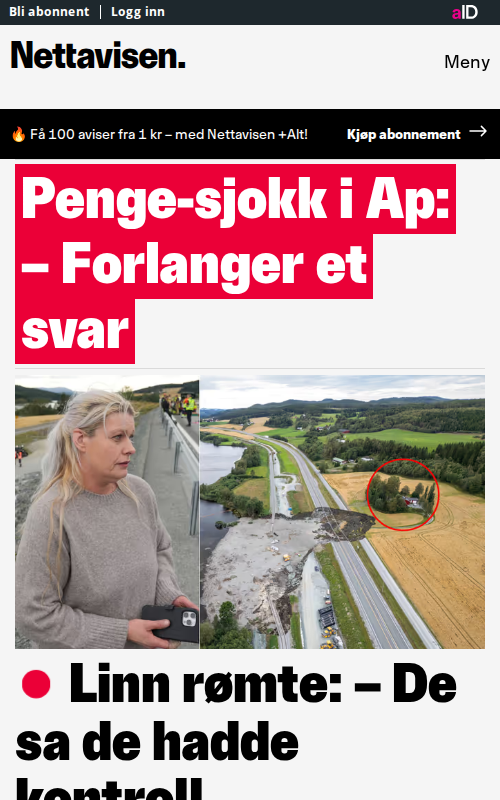 Bli abonnent | Logg inn
aID
Nettavisen.
Meny
🔥 Få 100 aviser fra 1 kr – med Nettavisen +Alt!
Kjøp abonnement →
Penge-sjokk i Ap:
– Forlanger et
svar
Linn rømte: – De
sa de hadde
kontroll